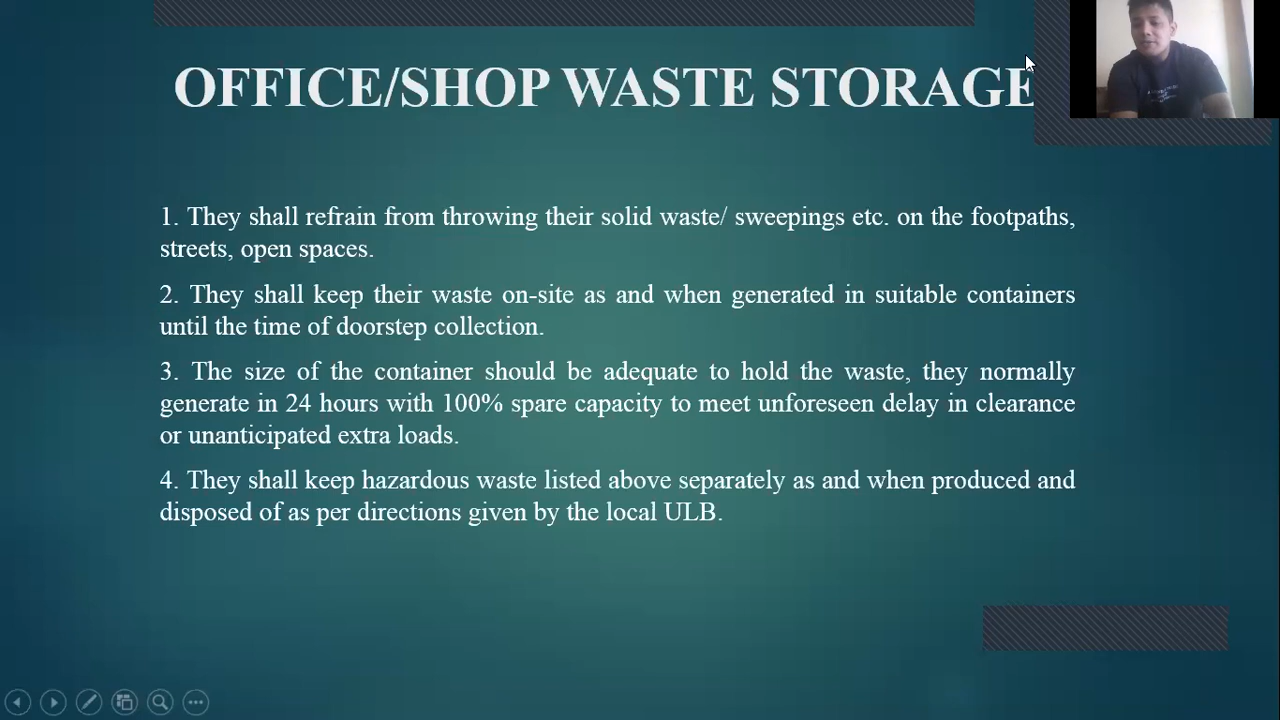 OFFICE/SHOP WASTE STORAGE
1. They shall refrain from throwing their solid waste/ sweepings etc. on the footpaths,
streets, open spaces.
2. They shall keep their waste on-site as and when generated in suitable containers
until the time of doorstep collection.
3. The size of the container should be adequate to hold the waste, they normally
generate in 24 hours with 100% spare capacity to meet unforeseen delay in clearance
or unanticipated extra loads.
4. They shall keep hazardous waste listed above separately as and when produced and
disposed of as per directions given by the local ULB.